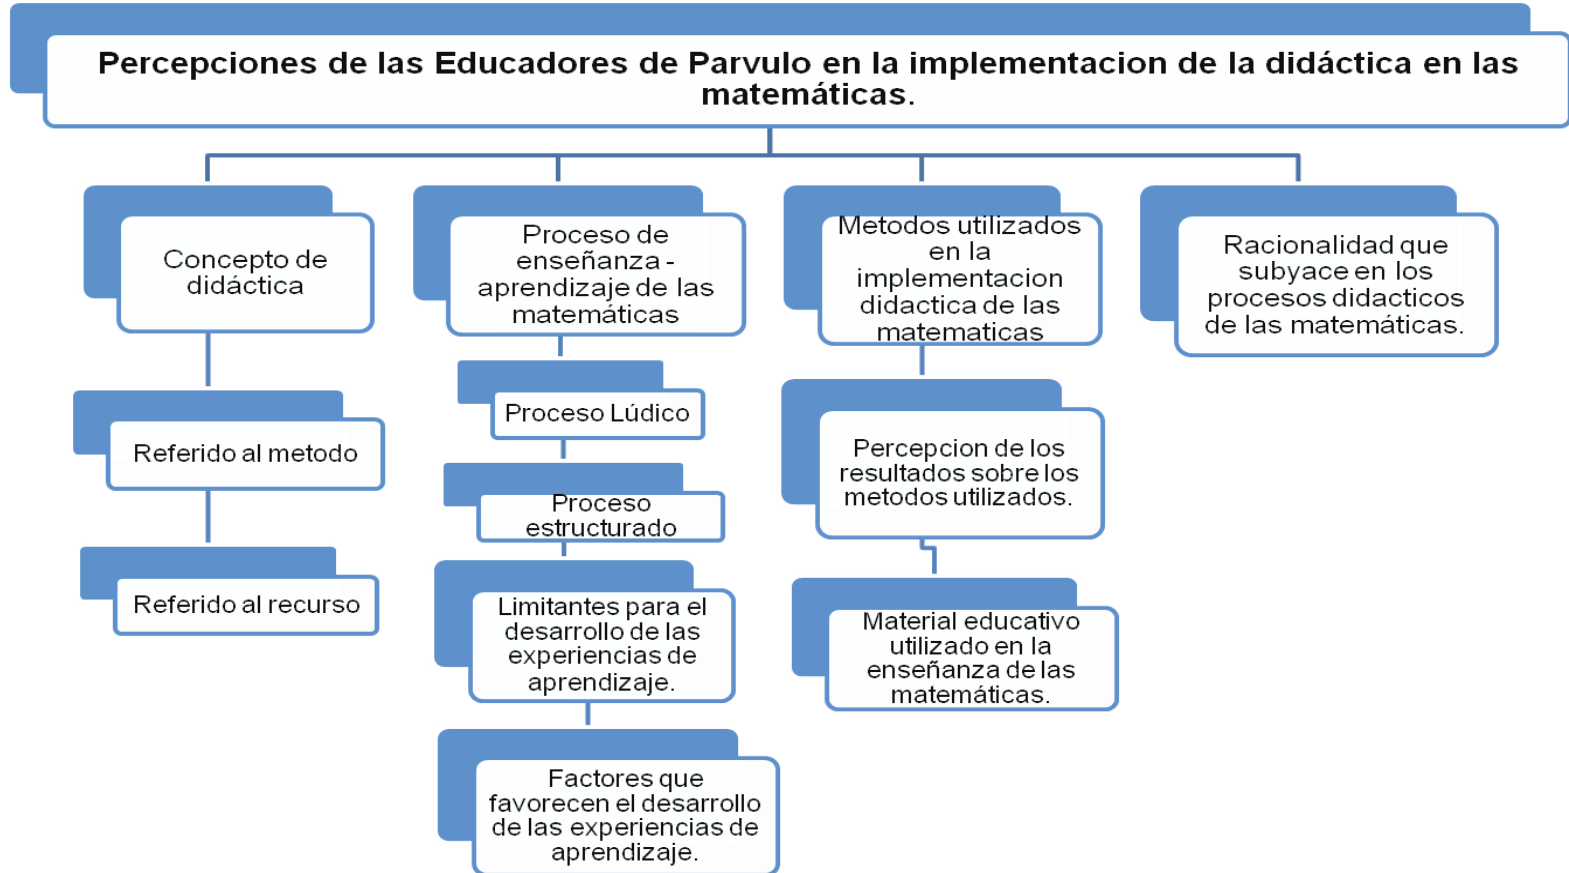 Percepciones de las Educadores de Parvulo en la implementacion de la didáctica en las
matemáticas.
Concepto de
didáctica
Referido al metodo
Referido al recurso
Proceso de
enseñanza -
aprendizaje de las
matemáticas
Proceso Lúdico
Proceso
estructurado
Limitantes para el
desarrollo de las
experiencias de
aprendizaje.
Factores que
favorecen el desarrollo
de las experiencias de
aprendizaje.
Metodos utilizados
en la
implementacion
didactica de las
matematicas
Percepcion de los
resultados sobre los
metodos utilizados.
Material educativo
utilizado en la
enseñanza de las
matemáticas.
Racionalidad que
subyace en los
procesos didacticos
de las matemáticas.